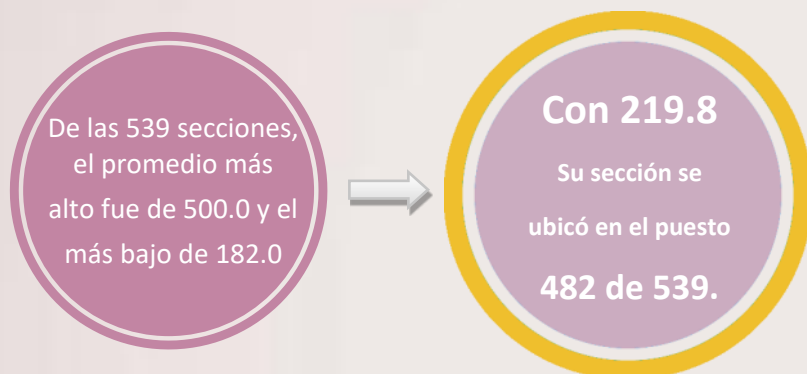 De las 539 secciones,
el promedio más
alto fue de 500.0 y el
más bajo de 182.0
Con 219.8
Su sección se
ubicó en el puesto
482 de 539.